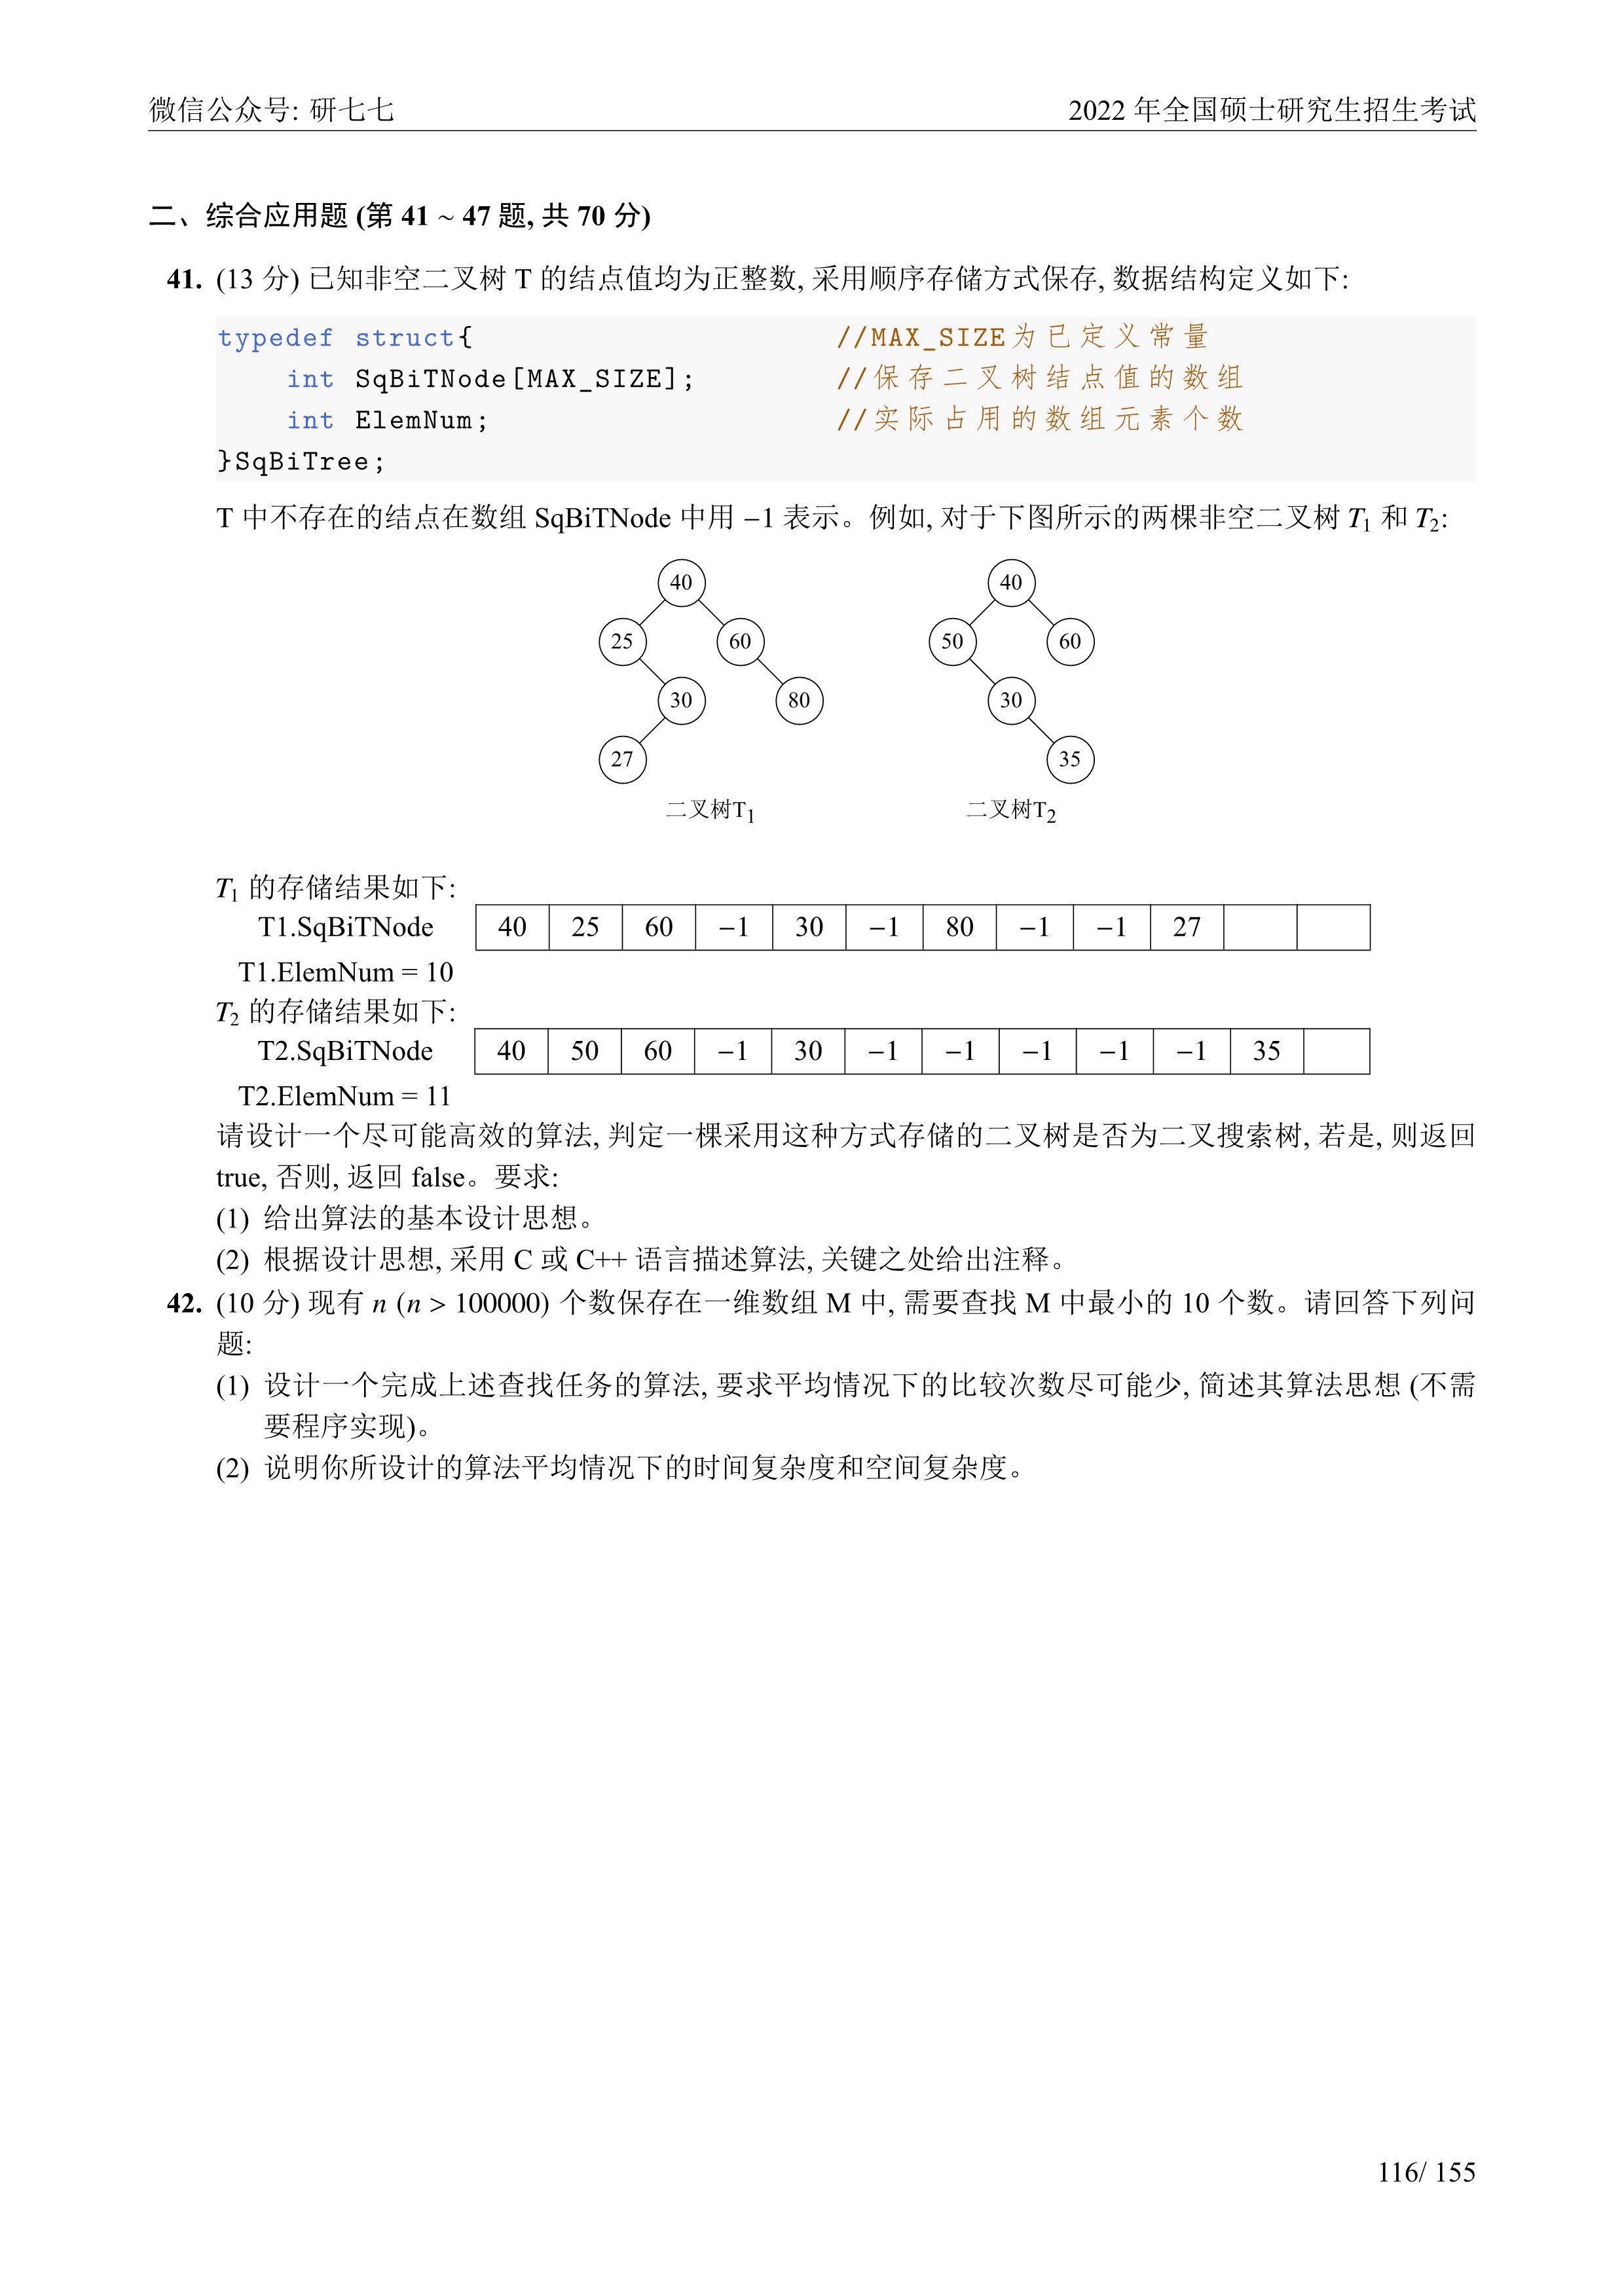 微信公众号: 研七七
2022 年全国硕士研究生招生考试
二、综合应用题 (第 41 ~ 47 题, 共 70 分)
41. (13 分) 已知非空二叉树 T 的结点值均为正整数, 采用顺序存储方式保存, 数据结构定义如下:
typedef struct{ //MAX_SIZE为已定义常量
int SqBiTNode[MAX_SIZE]; //保存二叉树结点值的数组
int ElemNum; //实际占用的数组元素个数
}SqBiTree;
T 中不存在的结点在数组 SqBiTNode 中用 −1 表示。例如, 对于下图所示的两棵非空二叉树 T1 和 T2:
40 40
25 60 50 60
30 80 30
27 35
二叉树T1 二叉树T2
T1 的存储结果如下:
T1.SqBiTNode 40 25 60 −1 30 −1 80 −1 −1 27
T1.ElemNum = 10
T2 的存储结果如下:
T2.SqBiTNode 40 50 60 −1 30 −1 −1 −1 −1 −1 35
T2.ElemNum = 11
请设计一个尽可能高效的算法, 判定一棵采用这种方式存储的二叉树是否为二叉搜索树, 若是, 则返回
true, 否则, 返回 false。要求:
(1) 给出算法的基本设计思想。
(2) 根据设计思想, 采用 C 或 C++ 语言描述算法, 关键之处给出注释。
42. (10 分) 现有 n (n > 100000) 个数保存在一维数组 M 中, 需要查找 M 中最小的 10 个数。请回答下列问
题:
(1) 设计一个完成上述查找任务的算法, 要求平均情况下的比较次数尽可能少, 简述其算法思想 (不需
要程序实现)。
(2) 说明你所设计的算法平均情况下的时间复杂度和空间复杂度。
116/ 155